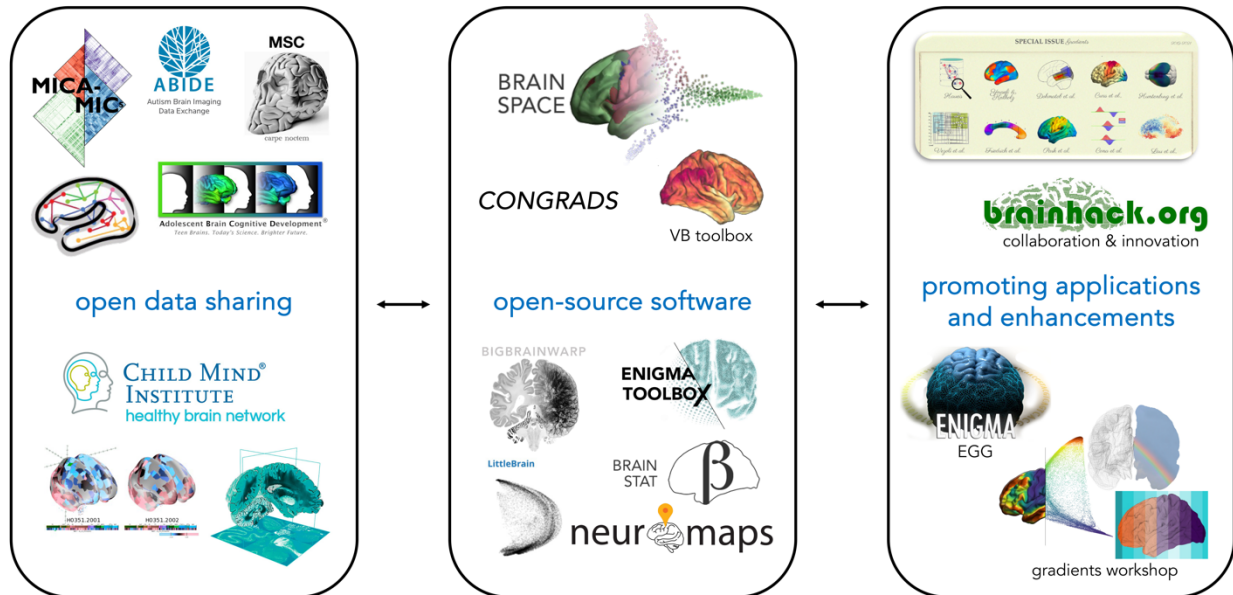 MICA-
MICs
ABIDE
Autism Brain Imaging
Data Exchange
MSC
carpe noctem
Adolescent Brain Cognitive Development®
Teen Brains. Today's Science. Brighter Future.
open data sharing
CHILD MIND®
INSTITUTE
healthy brain network
H0351.2001
H0351.2002
BRAIN
SPACE
CONGRADS
VB toolbox
open-source software
BIGBRAINWARP
ENIGMA
TOOLBOX
LittleBrain
BRAIN
STAT
β
neuromaps
SPECIAL ISSUE
brainhack.org
collaboration & innovation
promoting applications
and enhancements
ENIGMA
EGG
gradients workshop